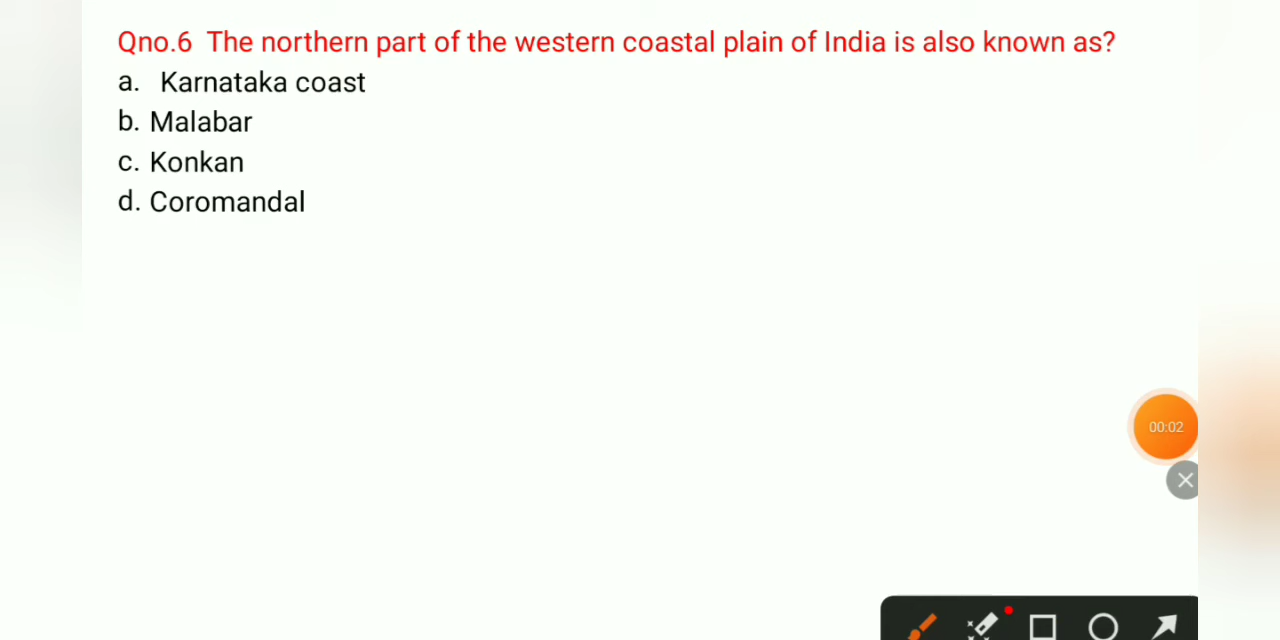 Qno.6 The northern part of the western coastal plain of India is also known as?
a. Karnataka coast
b. Malabar
c. Konkan
d. Coromandal
00:02